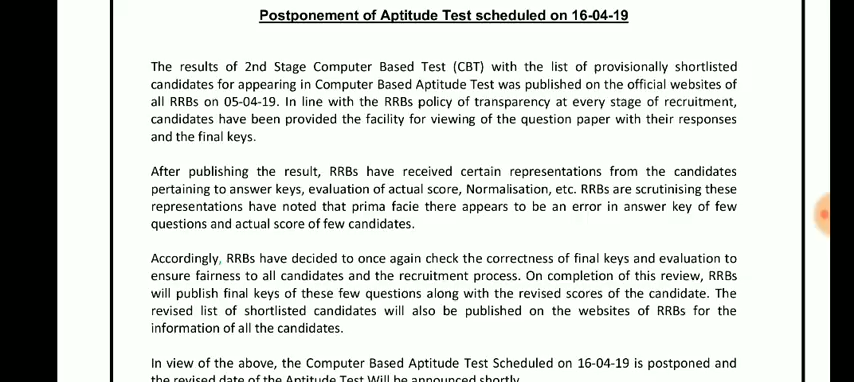 Postponement of Aptitude Test scheduled on 16-04-19
The results of 2nd Stage Computer Based Test (CBT) with the list of provisionally shortlisted
candidates for appearing in Computer Based Aptitude Test was published on the official websites of
all RRBs on 05-04-19. In line with the RRBs policy of transparency at every stage of recruitment,
candidates have been provided the facility for viewing of the question paper with their responses
and the final keys.
After publishing the result, RRBs have received certain representations from the candidates
pertaining to answer keys, evaluation of actual score, Normalisation, etc. RRBs are scrutinising these
representations have noted that prima facie there appears to be an error in answer key of few
questions and actual score of few candidates.
Accordingly, RRBs have decided to once again check the correctness of final keys and evaluation to
ensure fairness to all candidates and the recruitment process. On completion of this review, RRBs
will publish final keys of these few questions along with the revised scores of the candidate. The
revised list of shortlisted candidates will also be published on the websites of RRBs for the
information of all the candidates.
In view of the above, the Computer Based Aptitude Test Scheduled on 16-04-19 is postponed and
the revised date of the Aptitude Test Will be announced shortly.